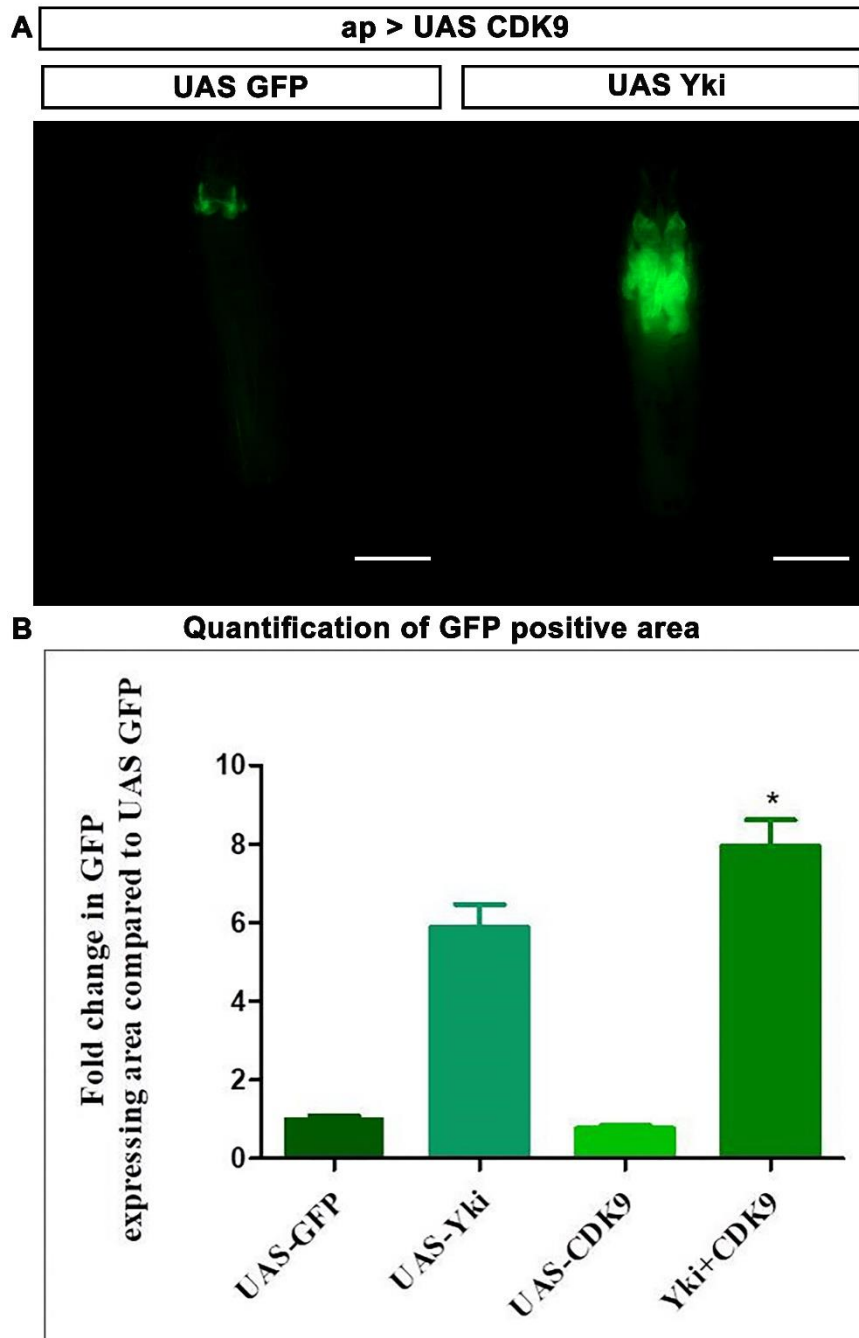 A
ap > UAS CDK9
UAS GFP
UAS Yki
B
Quantification of GFP positive area
Fold change in GFP
expressing area compared to UAS GFP
10
8
6
4
2
0
*
UAS-GFP
UAS-Yki
UAS-CDK9
Yki+CDK9